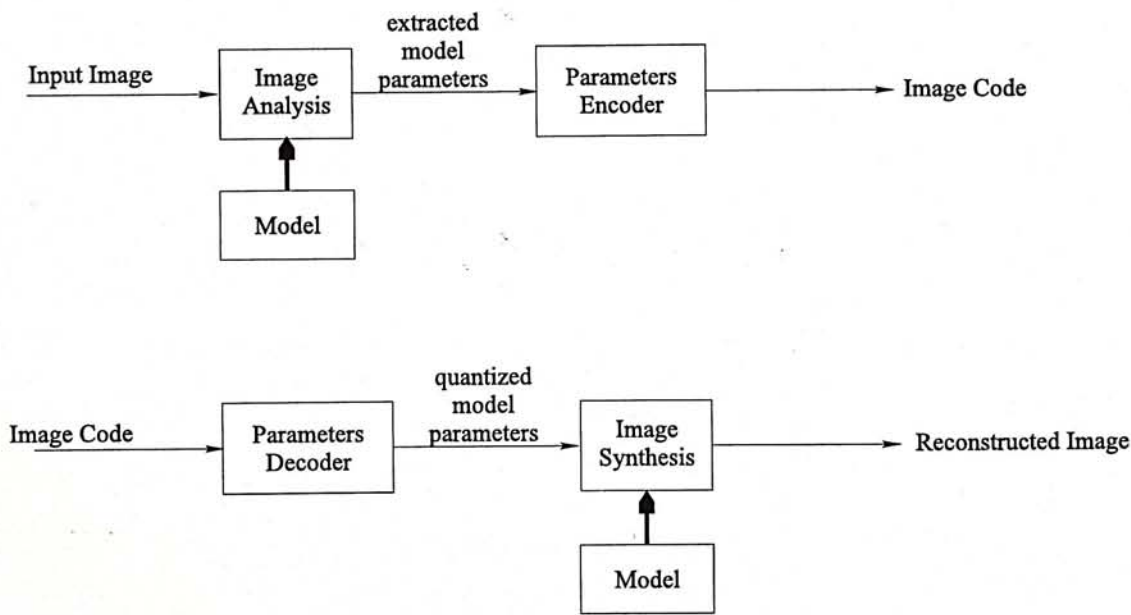 extracted
model
parameters
Input Image
Image
Analysis
Parameters
Encoder
Image Code
Model
quantized
model
parameters
Image Code
Parameters
Decoder
Image
Synthesis
Reconstructed Image
Model